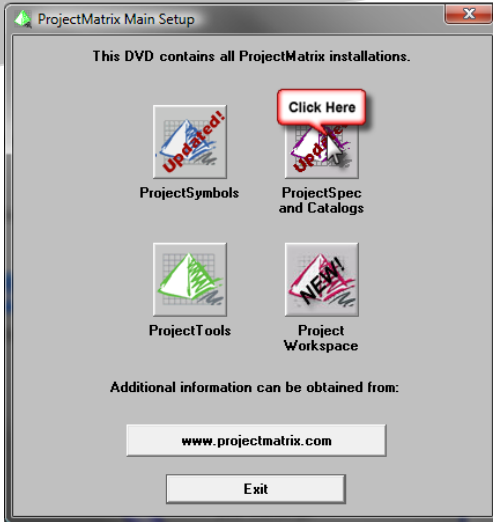 ProjectMatrix Main Setup
This DVD contains all ProjectMatrix installations.
Click Here
Updated!
Updated!
ProjectSymbols
ProjectSpec
and Catalogs
NEW!
ProjectTools
Project
Workspace
Additional information can be obtained from:
www.projectmatrix.com
Exit